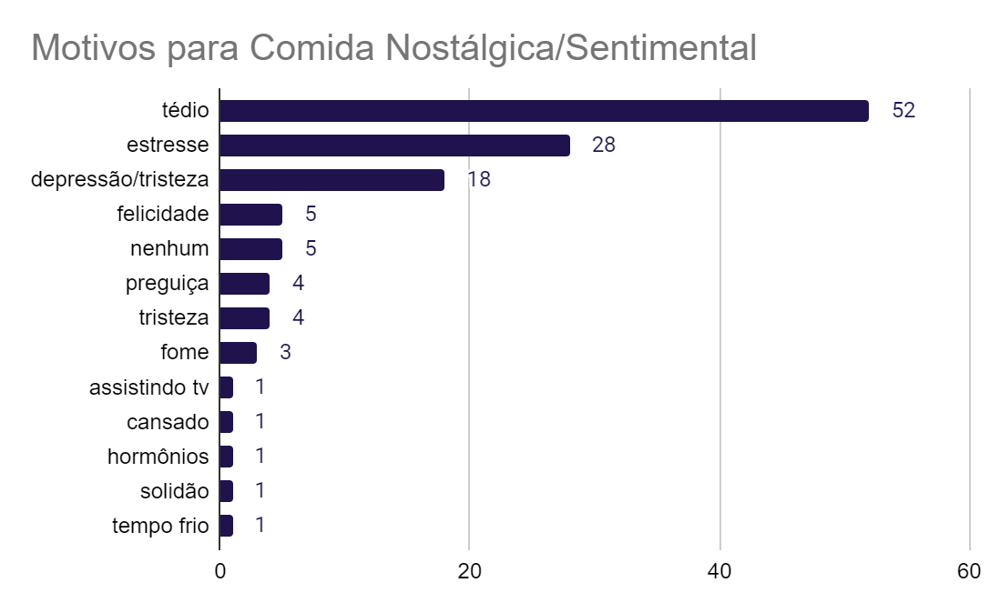 Motivos para Comida Nostálgica/Sentimental
tédio 52
estresse 28
depressão/tristeza 18
felicidade 5
nenhum 5
preguiça 4
tristeza 4
fome 3
assistindo tv 1
cansado 1
hormônios 1
solidão 1
tempo frio 1
0 20 40 60